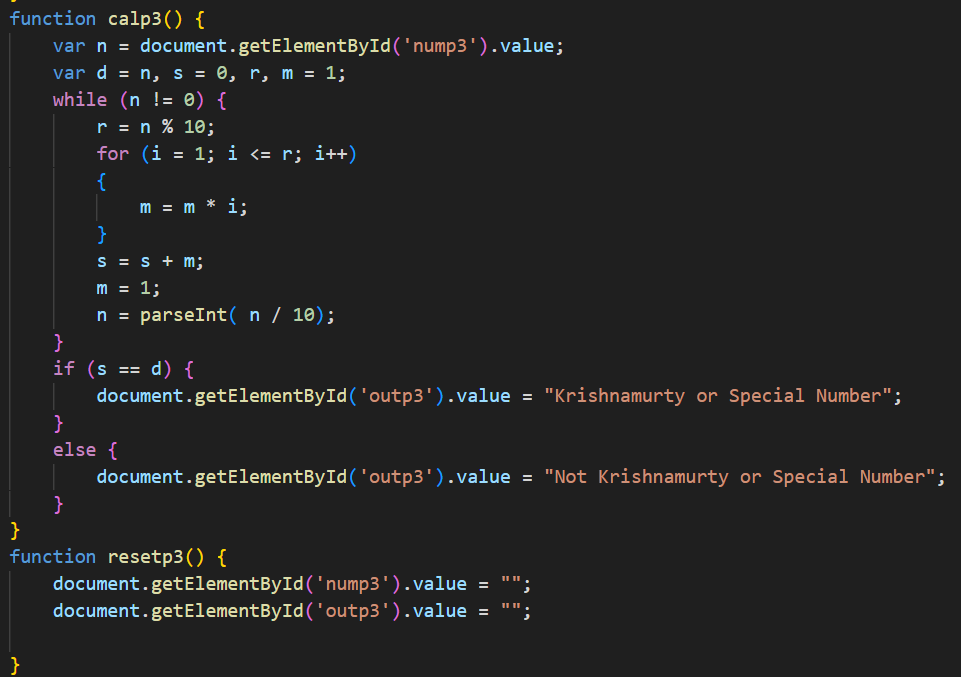 function calp3() {
    var n = document.getElementById('nump3').value;
    var d = n, s = 0, r, m = 1;
    while (n != 0) {
        r = n % 10;
        for (i = 1; i <= r; i++)
        {
            m = m * i;
        }
        s = s + m;
        m = 1;
        n = parseInt( n / 10);
    }
    if (s == d) {
        document.getElementById('outp3').value = "Krishnamurty or Special Number";
    }
    else {
        document.getElementById('outp3').value = "Not Krishnamurty or Special Number";
    }
}
function resetp3() {
    document.getElementById('nump3').value = "";
    document.getElementById('outp3').value = "";

}